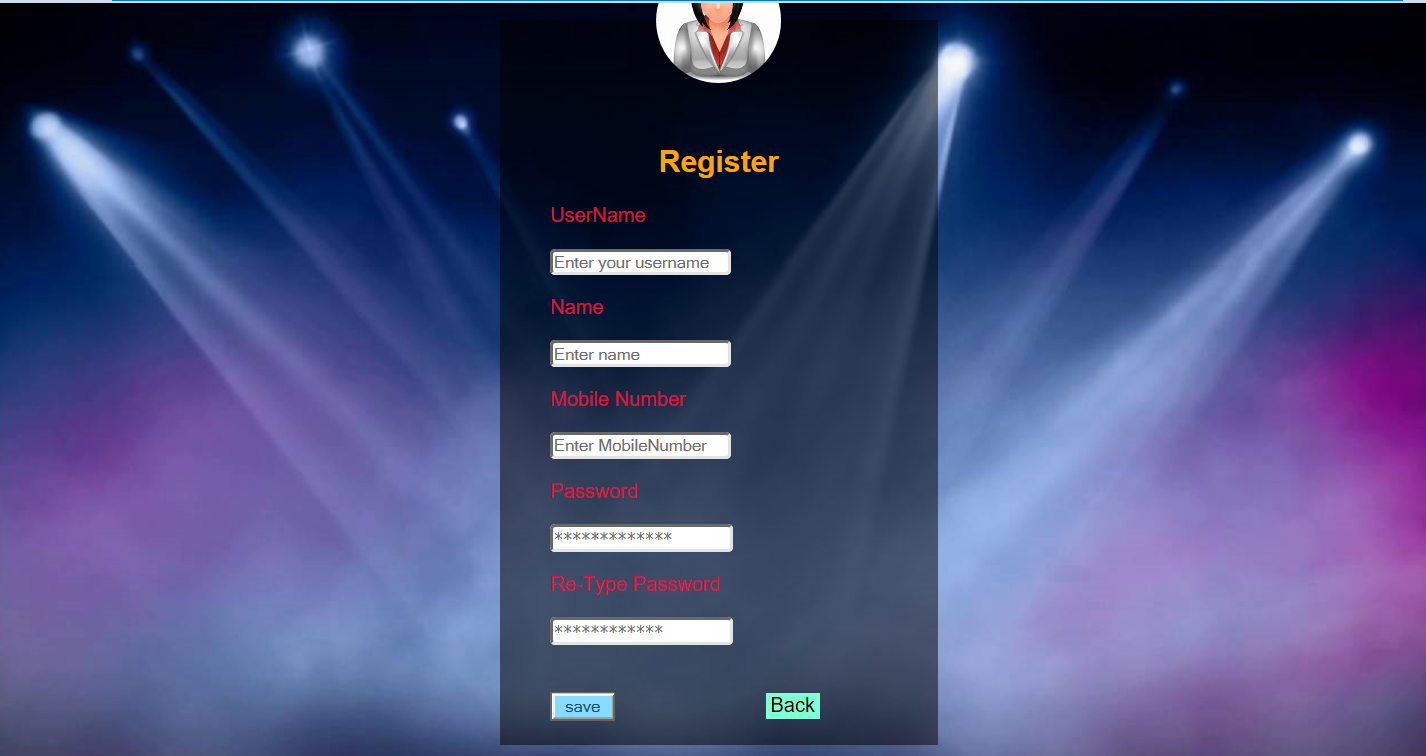 Register
UserName
Enter your username
Name
Enter name
Mobile Number
Enter MobileNumber
Password
*************
Re-Type Password
************
save
Back